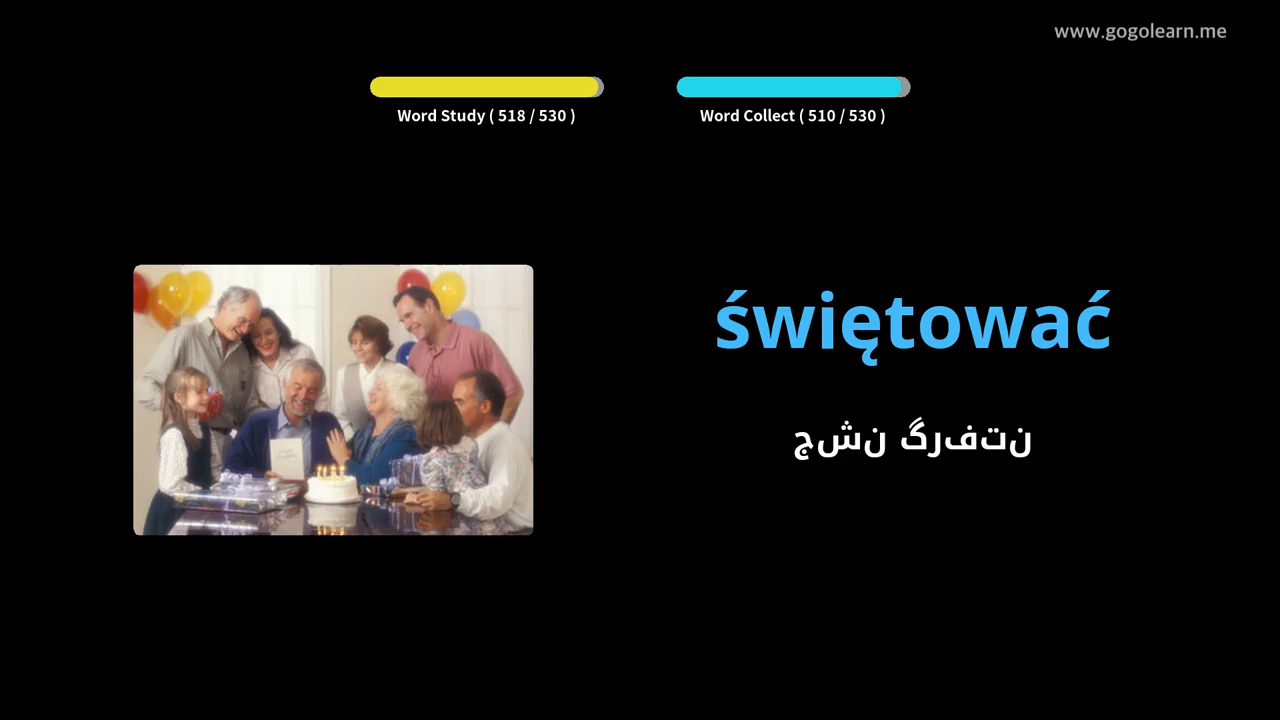 www.gogolearn.me
Word Study ( 518 / 530 )
Word Collect ( 510 / 530 )
świętować
جشن گرفتن